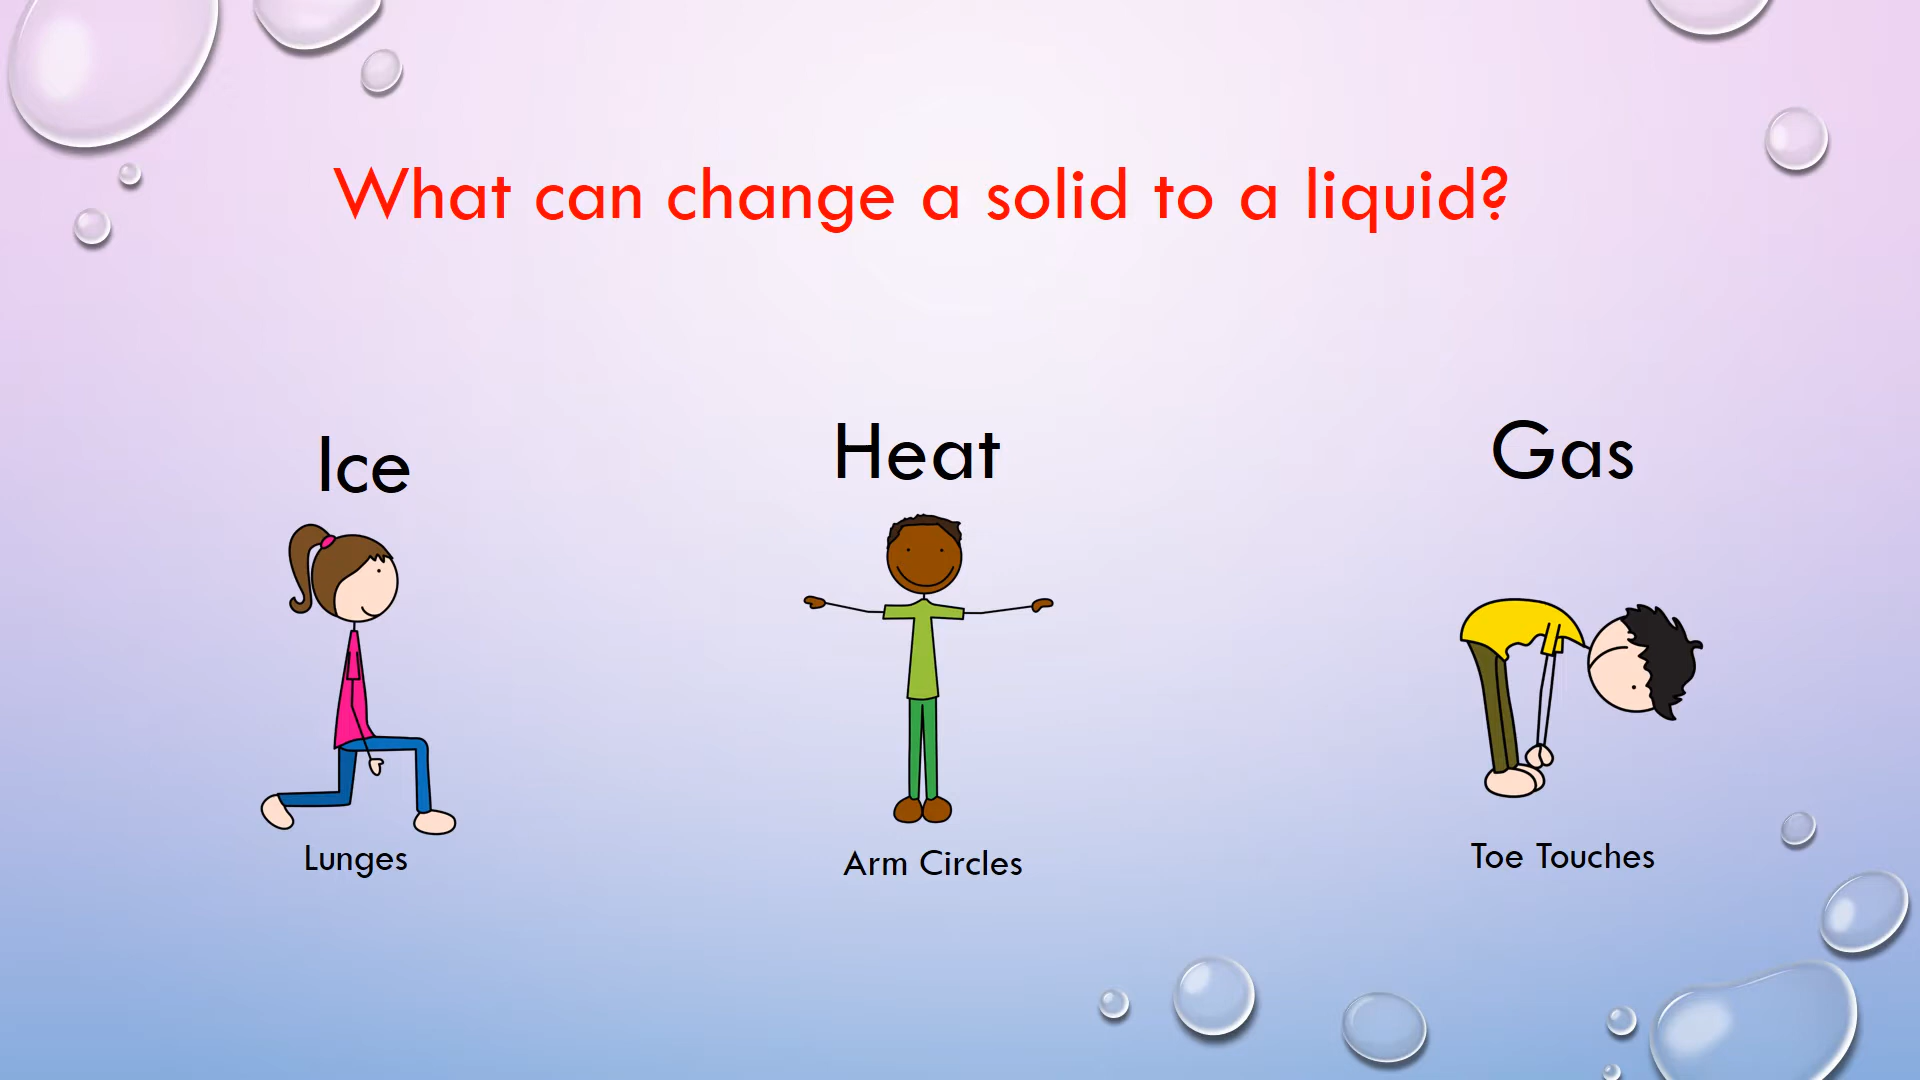 What can change a solid to a liquid?
Ice
Heat
Gas
Lunges
Arm Circles
Toe Touches